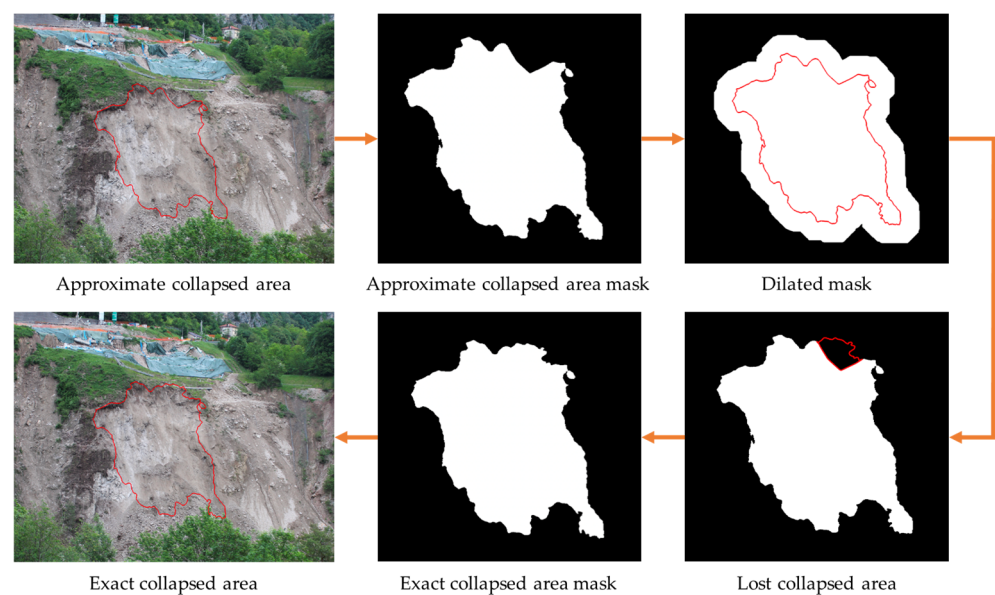 Approximate collapsed area
Approximate collapsed area mask
Dilated mask
Exact collapsed area
Exact collapsed area mask
Lost collapsed area